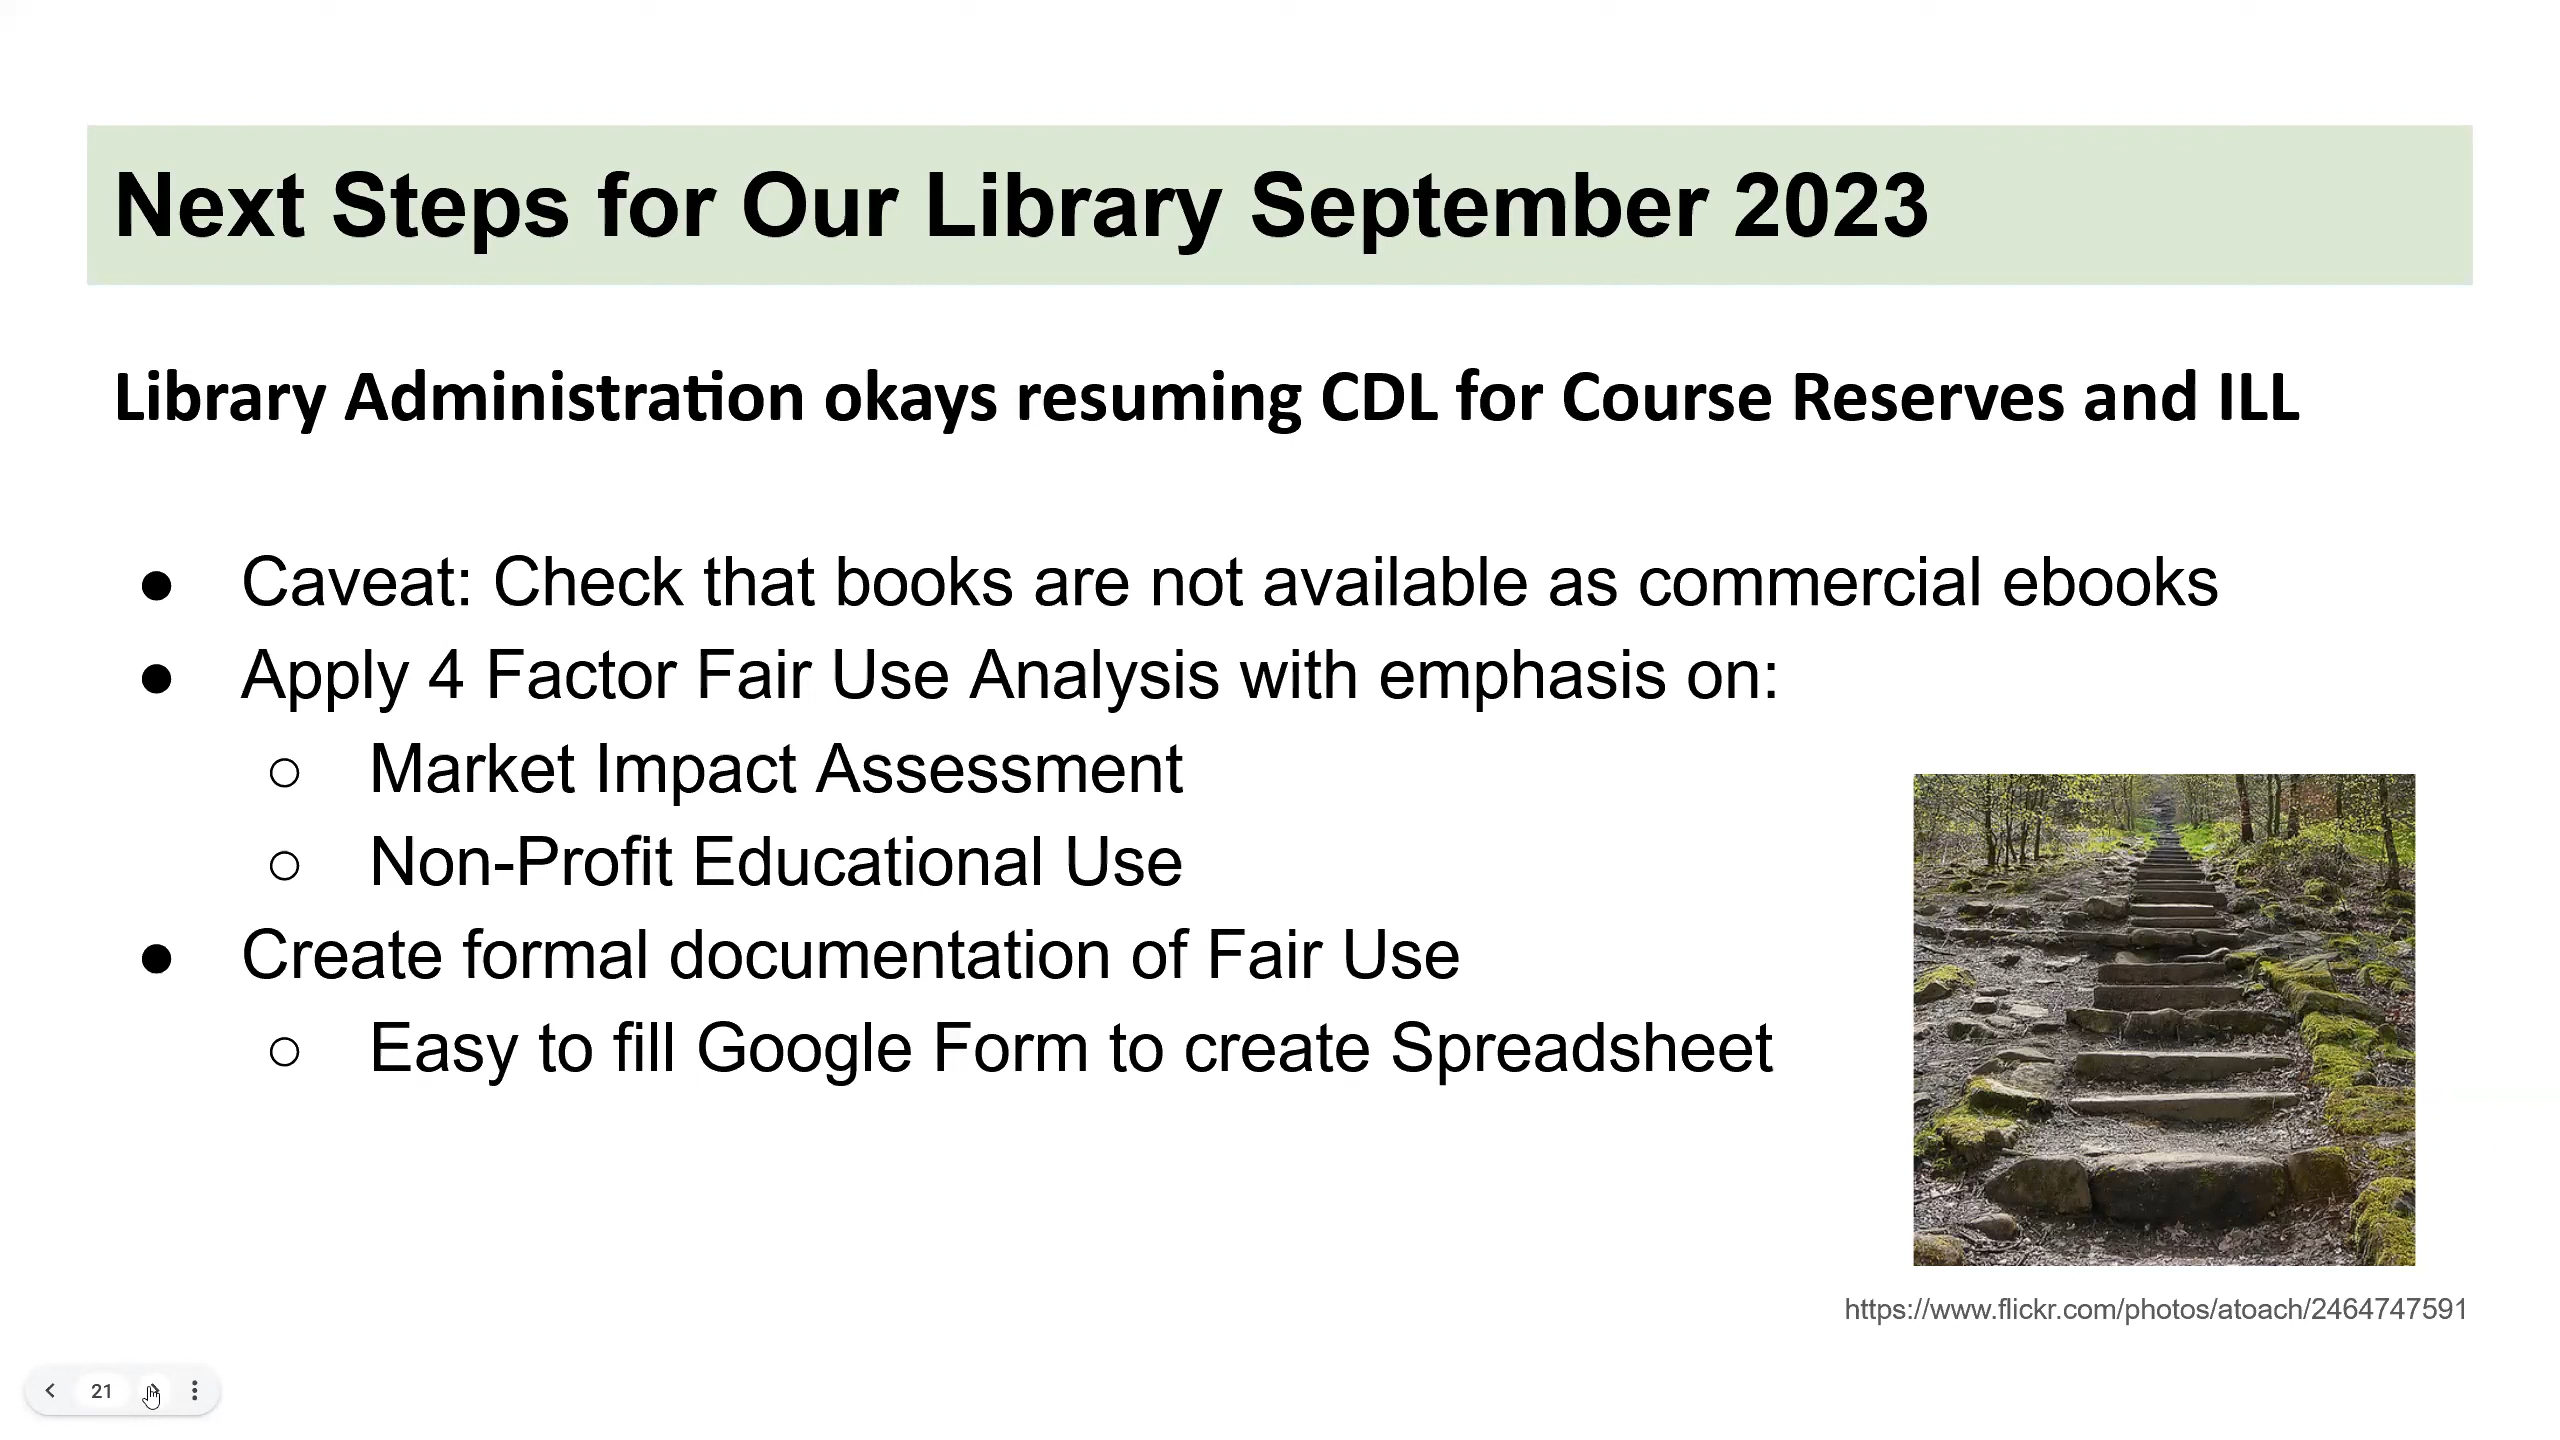 Next Steps for Our Library September 2023
Library Administration okays resuming CDL for Course Reserves and ILL
● Caveat: Check that books are not available as commercial ebooks
● Apply 4 Factor Fair Use Analysis with emphasis on:
○ Market Impact Assessment
○ Non-Profit Educational Use
● Create formal documentation of Fair Use
○ Easy to fill Google Form to create Spreadsheet
https://www.flickr.com/photos/atoach/2464747591
21